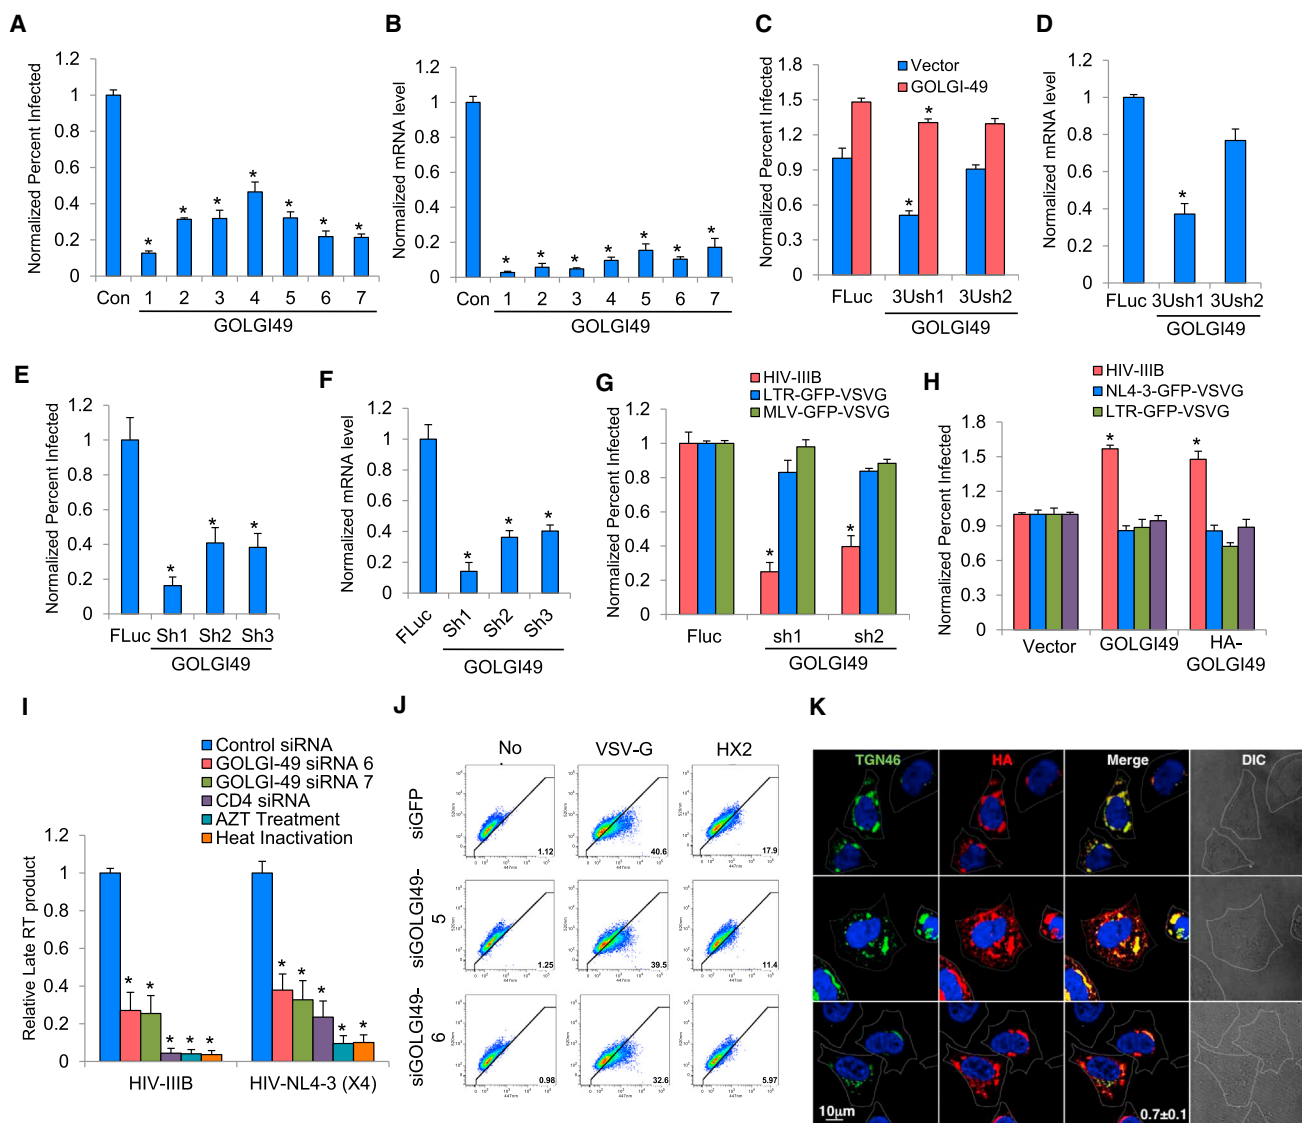 A
Normalized Percent Infected
1.2
1
0.8
0.6
0.4
0.2
0
* * * * * * *
Con 1 2 3 4 5 6 7
GOLGI49
B
Normalized mRNA level
1.2
1
0.8
0.6
0.4
0.2
0
* * * * * * *
Con 1 2 3 4 5 6 7
GOLGI49
C
Normalized Percent Infected
1.8
1.5
1.2
0.9
0.6
0.3
0
Vector
GOLGI-49
* *
FLuc 3Ush1 3Ush2
GOLGI49
D
Normalized mRNA level
1.2
1
0.8
0.6
0.4
0.2
0
*
FLuc 3Ush1 3Ush2
GOLGI49
E
Normalized Percent Infected
1.2
1
0.8
0.6
0.4
0.2
0
* * *
FLuc Sh1 Sh2 Sh3
GOLGI49
F
Normalized mRNA level
1.2
1
0.8
0.6
0.4
0.2
0
* * *
FLuc Sh1 Sh2 Sh3
GOLGI49
G
HIV-IIIB
LTR-GFP-VSVG
MLV-GFP-VSVG
Normalized Percent Infected
1.2
1
0.8
0.6
0.4
0.2
0
* *
Fluc sh1 sh2
GOLGI49
H
HIV-IIIB
NL4-3-GFP-VSVG
LTR-GFP-VSVG
Normalized Percent Infected
1.8
1.5
1.2
0.9
0.6
0.3
0
* *
Vector GOLGI49 HA-
GOLGI49
I
Control siRNA
GOLGI-49 siRNA 6
GOLGI-49 siRNA 7
CD4 siRNA
AZT Treatment
Heat Inactivation
Relative Late RT product
1.2
1
0.8
0.6
0.4
0.2
0
* * * * * * * * * *
HIV-IIIB HIV-NL4-3 (X4)
J
No VSV-G HX2
siGFP
1.12 40.6 17.9
siGOLGI49-
5
1.25 39.5 11.4
siGOLGI49-
6
0.98 32.6 5.97
447nm 447nm 447nm
K
TGN46 HA Merge DIC
10µm
0.7±0.1